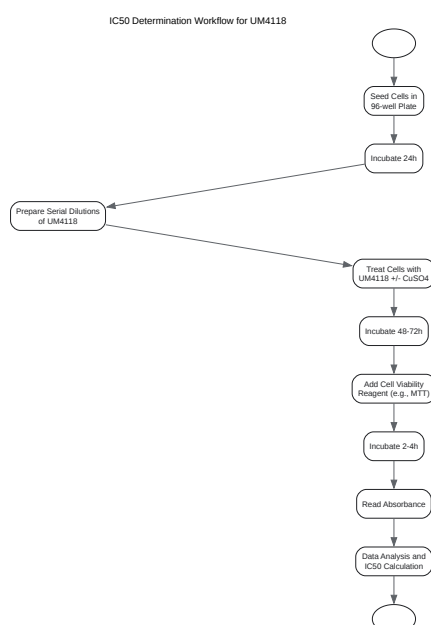 IC50 Determination Workflow for UM4118
Seed Cells in
96-well Plate
Incubate 24h
Prepare Serial Dilutions
of UM4118
Treat Cells with
UM4118 +/- CuSO4
Incubate 48-72h
Add Cell Viability
Reagent (e.g., MTT)
Incubate 2-4h
Read Absorbance
Data Analysis and
IC50 Calculation